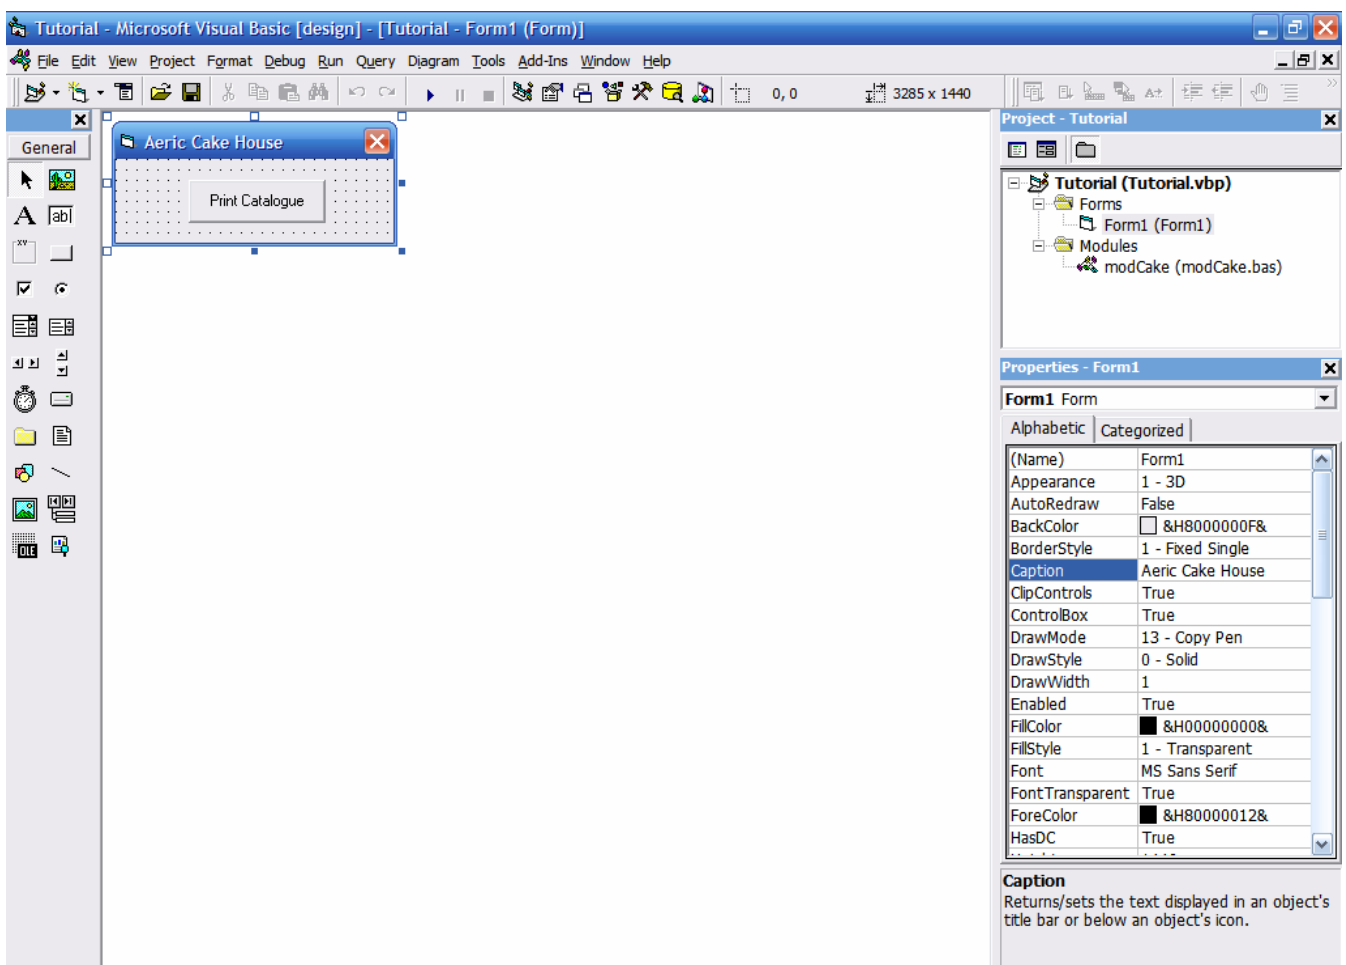 Tutorial - Microsoft Visual Basic [design] - [Tutorial - Form1 (Form)]
File Edit View Project Format Debug Run Query Diagram Tools Add-Ins Window Help
0, 0 3285 x 1440
General
A ab|
XY
OLE
Aeric Cake House
Print Catalogue
Project - Tutorial
Tutorial (Tutorial.vbp)
Forms
Form1 (Form1)
Modules
modCake (modCake.bas)
Properties - Form1
Form1 Form
Alphabetic Categorized
(Name) Form1
Appearance 1 - 3D
AutoRedraw False
BackColor &H8000000F&
BorderStyle 1 - Fixed Single
Caption Aeric Cake House
ClipControls True
ControlBox True
DrawMode 13 - Copy Pen
DrawStyle 0 - Solid
DrawWidth 1
Enabled True
FillColor &H00000000&
FillStyle 1 - Transparent
Font MS Sans Serif
FontTransparent True
ForeColor &H80000012&
HasDC True
Caption
Returns/sets the text displayed in an object's
title bar or below an object's icon.